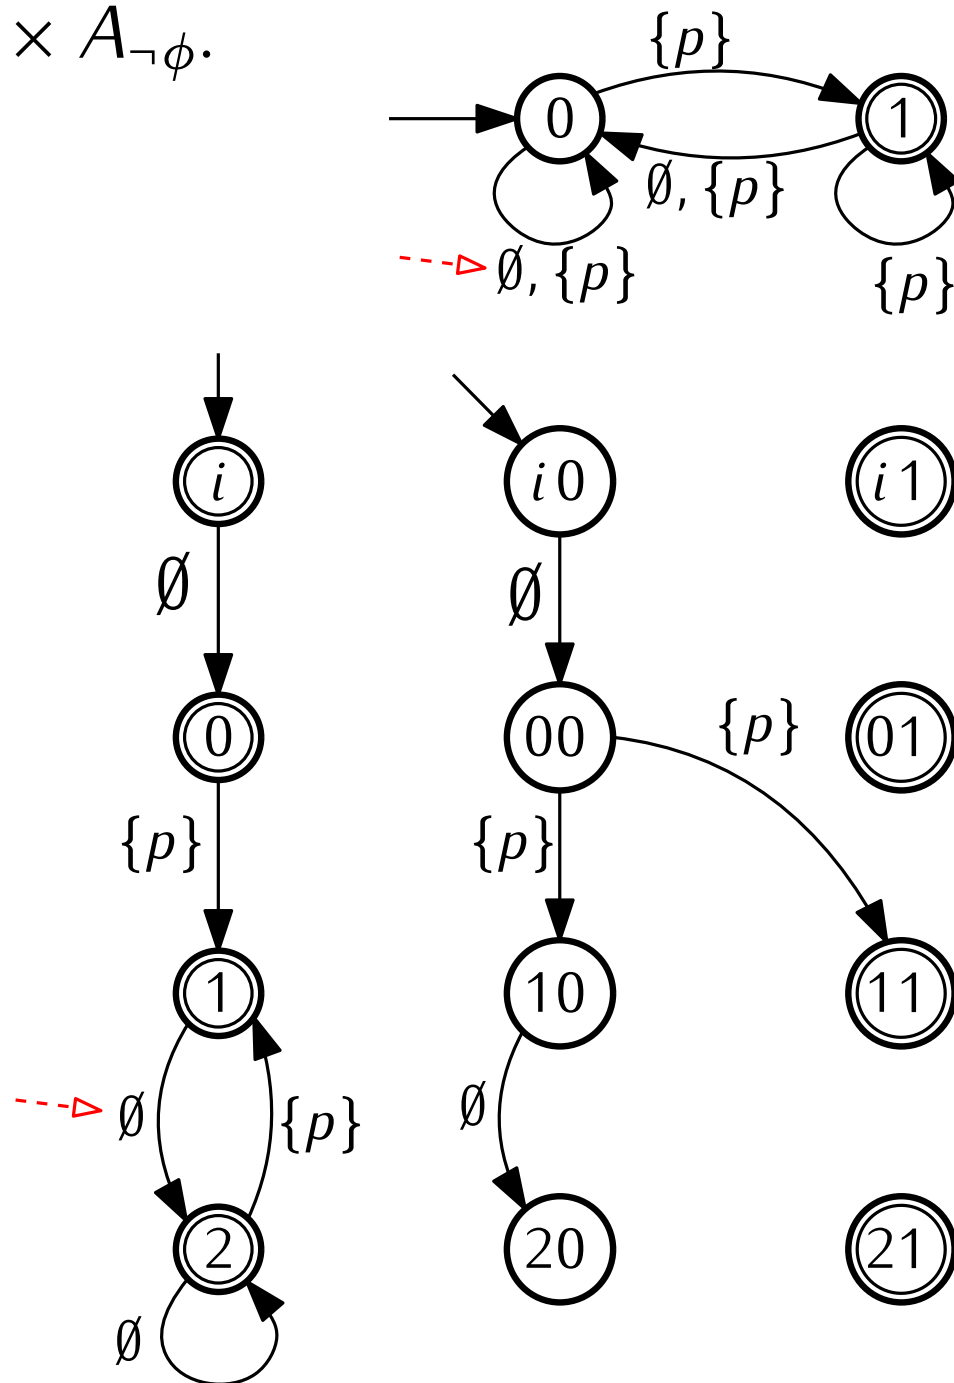 × A¬ϕ.
{p}
0
1
∅, {p}
∅, {p}
{p}
i
i0
i1
∅
∅
0
00
{p}
01
{p}
{p}
1
10
11
∅
{p}
∅
2
20
21
∅